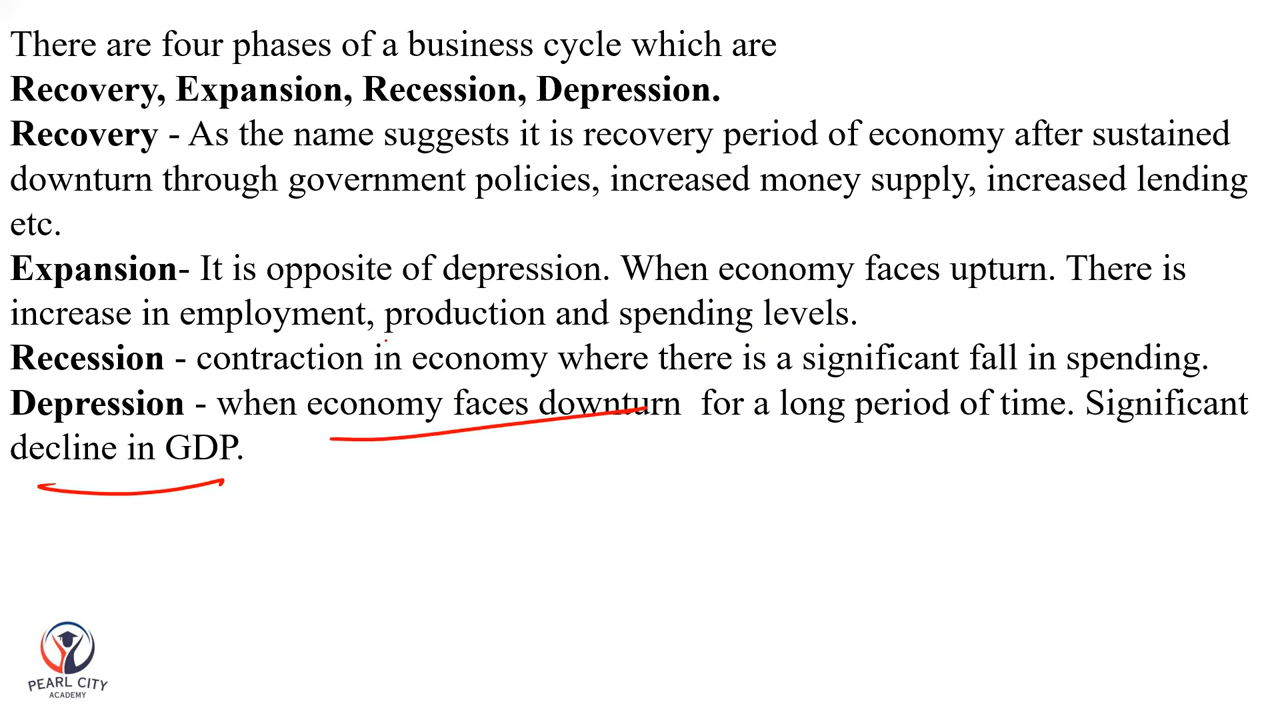 There are four phases of a business cycle which are
Recovery, Expansion, Recession, Depression.
Recovery - As the name suggests it is recovery period of economy after sustained
downturn through government policies, increased money supply, increased lending
etc.
Expansion- It is opposite of depression. When economy faces upturn. There is
increase in employment, production and spending levels.
Recession - contraction in economy where there is a significant fall in spending.
Depression - when economy faces downturn  for a long period of time. Significant
decline in GDP.
PEARL CITY
ACADEMY